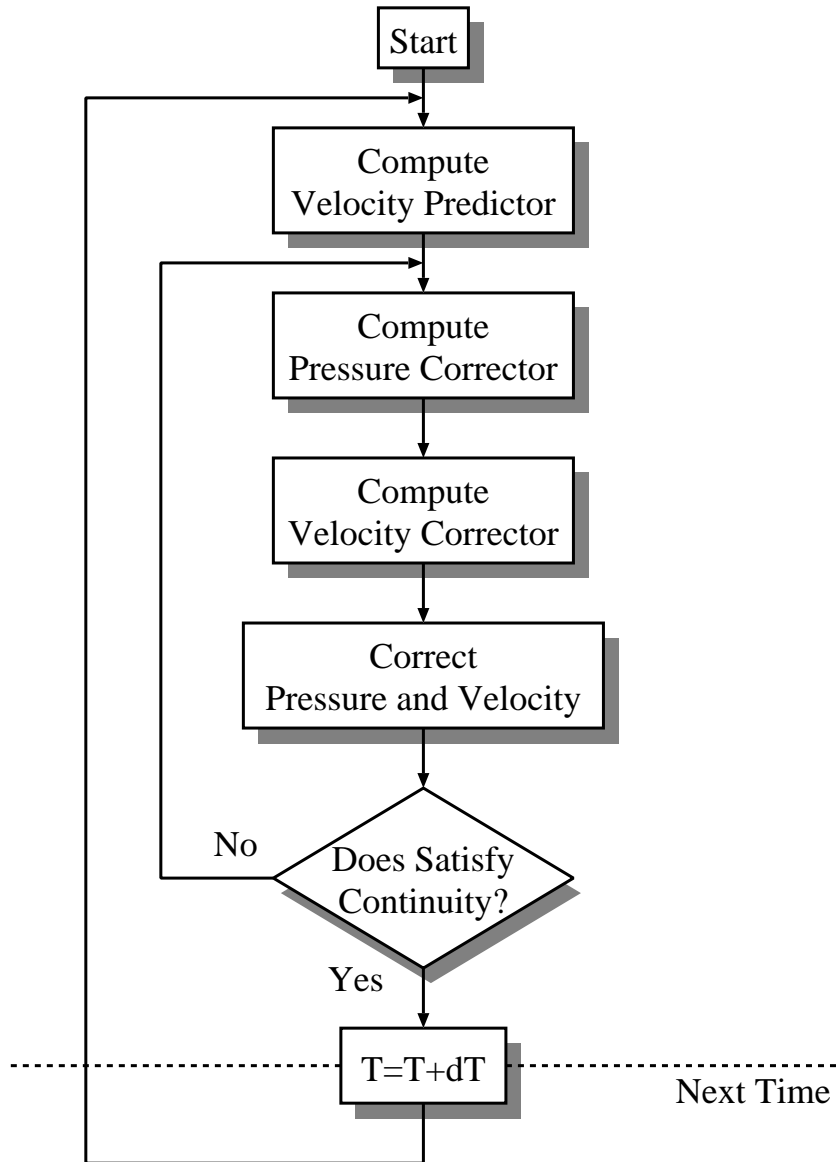 Start
Compute
Velocity Predictor
Compute
Pressure Corrector
Compute
Velocity Corrector
Correct
Pressure and Velocity
No
Does Satisfy
Continuity?
Yes
T=T+dT
Next Time